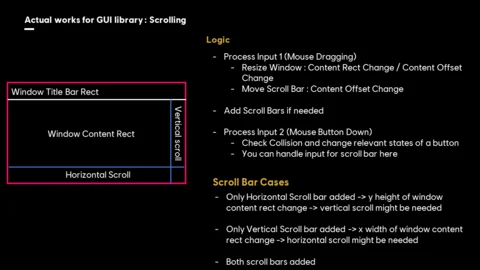 Actual works for GUI library : Scrolling
Logic
- Process Input 1 (Mouse Dragging)
- Resize Window : Content Rect Change / Content Offset
Change
- Move Scroll Bar : Content Offset Change
- Add Scroll Bars if needed
- Process Input 2 (Mouse Button Down)
- Check Collision and change relevant states of a button
- You can handle input for scroll bar here
Window Title Bar Rect
Window Content Rect
Vertical scroll
Horizontal Scroll
Scroll Bar Cases
- Only Horizontal Scroll bar added -> y height of window
content rect change -> vertical scroll might be needed
- Only Vertical Scroll bar added -> x width of window content
rect change -> horizontal scroll might be needed
- Both scroll bars added